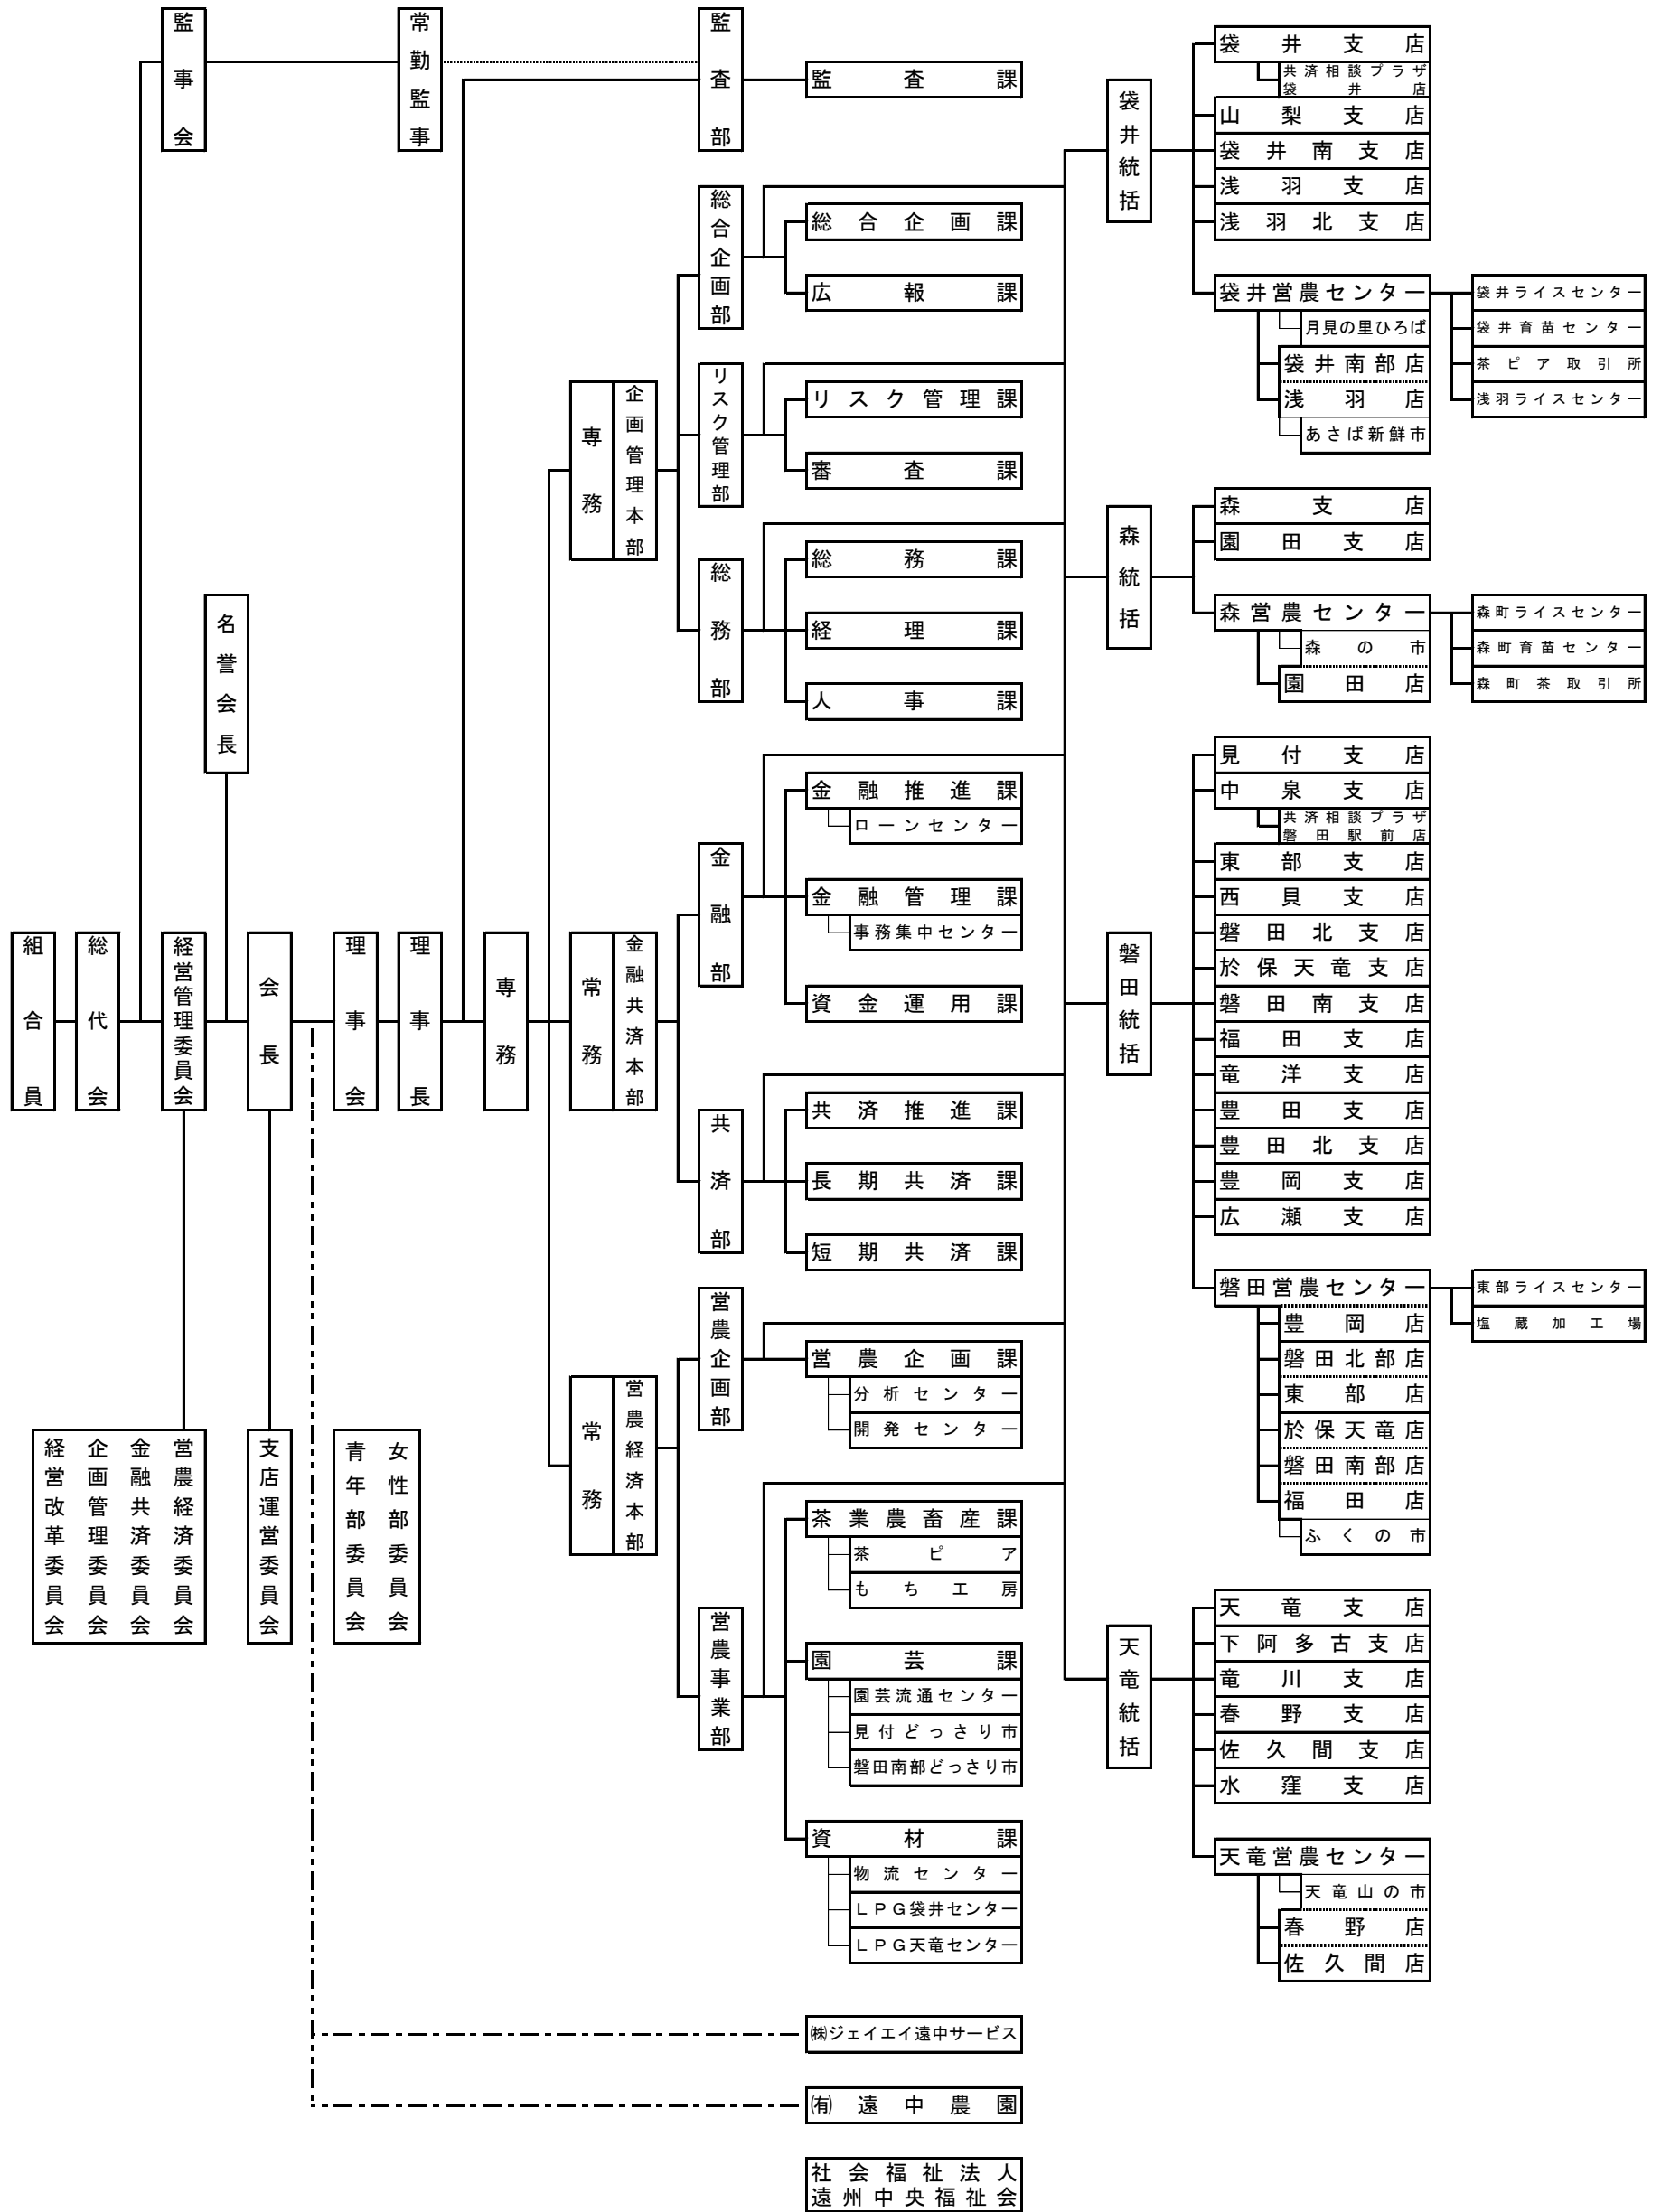 組合員
総代会
監事会
経営管理委員会
名誉会長
会長
常勤監事
理事会
理事長
専務
営農経済委員会
金融共済委員会
企画管理委員会
経営改革委員会
支店運営委員会
女性部委員会
青年部委員会
専務
企画管理本部
常務
金融共済本部
常務
営農経済本部
監査部
監査課
総合企画部
総合企画課
広報課
リスク管理部
リスク管理課
審査課
総務部
総務課
経理課
人事課
金融部
金融推進課
ローンセンター
金融管理課
事務集中センター
資金運用課
共済部
共済推進課
長期共済課
短期共済課
営農企画部
営農企画課
分析センター
開発センター
営農事業部
茶業農畜産課
茶ピア
もち工房
園芸課
園芸流通センター
見付どっさり市
磐田南部どっさり市
資材課
物流センター
ＬＰＧ袋井センター
ＬＰＧ天竜センター
㈱ジェイエイ遠中サービス
㈲遠中農園
社会福祉法人
遠州中央福祉会
袋井統括
袋井支店
共済相談プラザ
袋井店
山梨支店
袋井南支店
浅羽支店
浅羽北支店
袋井営農センター
月見の里ひろば
袋井南部店
浅羽店
あさば新鮮市
袋井ライスセンター
袋井育苗センター
茶ピア取引所
浅羽ライスセンター
森統括
森支店
園田支店
森営農センター
森の市
園田店
森町ライスセンター
森町育苗センター
森町茶取引所
磐田統括
見付支店
中泉支店
共済相談プラザ
磐田駅前店
東部支店
西貝支店
磐田北支店
於保天竜支店
磐田南支店
福田支店
竜洋支店
豊田支店
豊田北支店
豊岡支店
広瀬支店
磐田営農センター
豊岡店
磐田北部店
東部店
於保天竜店
磐田南部店
福田店
ふくの市
東部ライスセンター
塩蔵加工場
天竜統括
天竜支店
下阿多古支店
竜川支店
春野支店
佐久間支店
水窪支店
天竜営農センター
天竜山の市
春野店
佐久間店